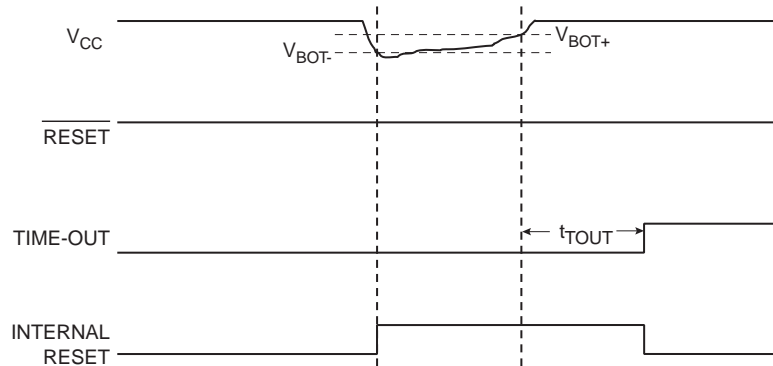 VCC
VBOT-
VBOT+
RESET
TIME-OUT
tTOUT
INTERNAL
RESET